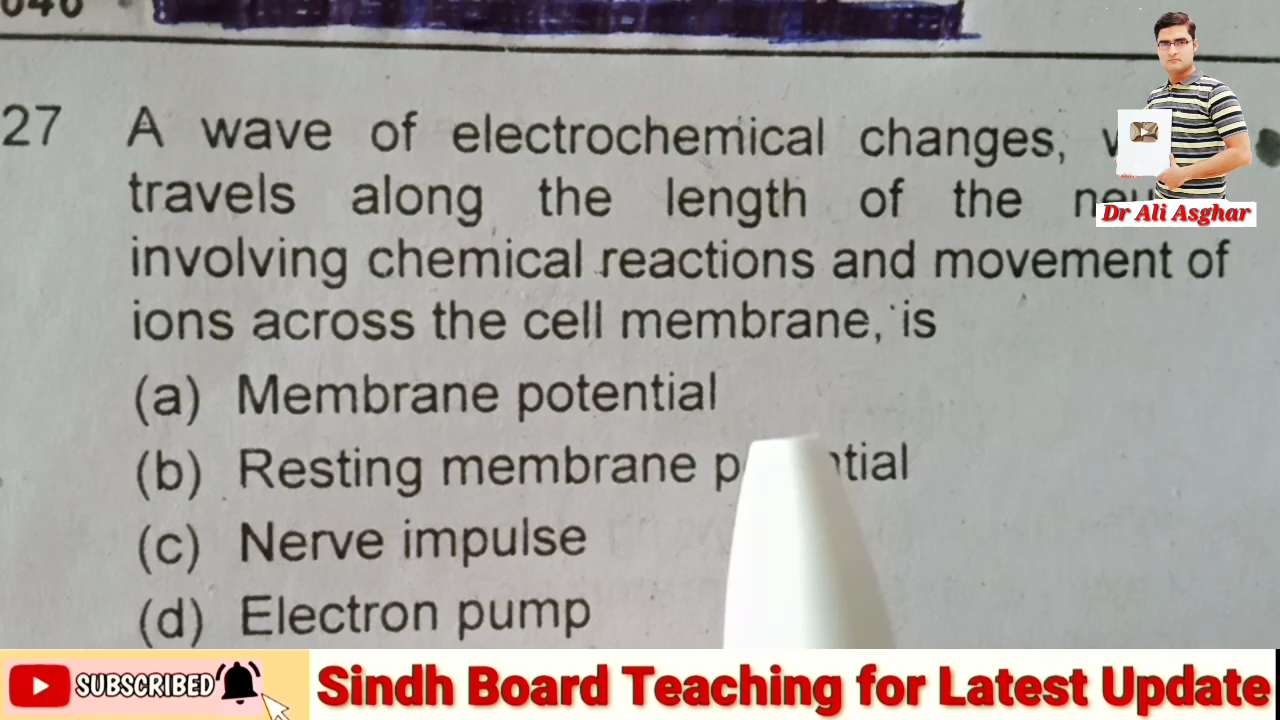 27 A wave of electrochemical changes,
travels along the length of the
involving chemical reactions and movement of
ions across the cell membrane, is
(a) Membrane potential
(b) Resting membrane
(c) Nerve impulse
(d) Electron pump
Dr Ali Asghar
SUBSCRIBED
Sindh Board Teaching for Latest Update